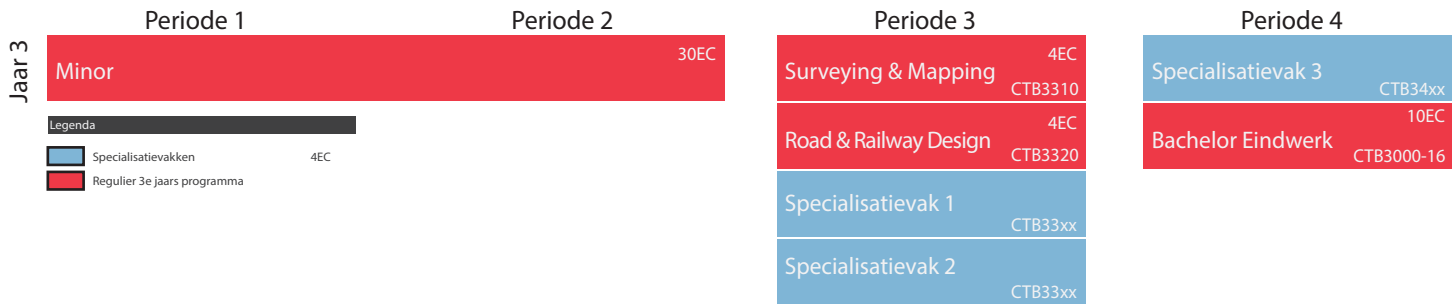 Periode 1
Periode 2
Periode 3
Periode 4
Jaar 3
Minor
30EC
Surveying & Mapping
4EC
CTB3310
Specialisatievak 3
CTB34xx
Road & Railway Design
4EC
CTB3320
Bachelor Eindwerk
10EC
CTB3000-16
Specialisatievak 1
CTB33xx
Specialisatievak 2
CTB33xx
Legenda
Specialisatievakken 4EC
Regulier 3e jaars programma